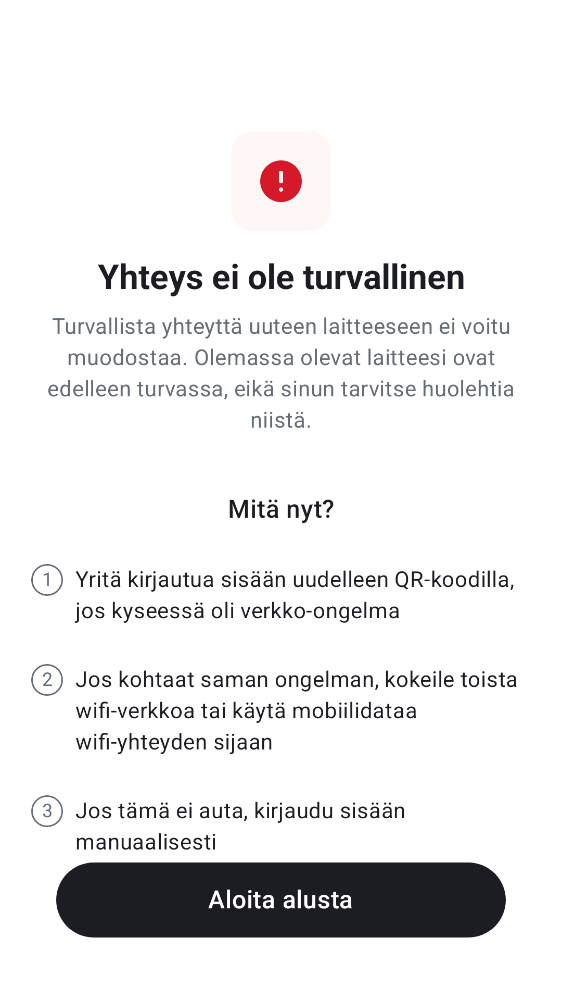 Yhteys ei ole turvallinen
Turvallista yhteyttä uuteen laitteeseen ei voitu
muodostaa. Olemassa olevat laitteesi ovat
edelleen turvassa, eikä sinun tarvitse huolehtia
niistä.
Mitä nyt?
1 Yritä kirjautua sisään uudelleen QR-koodilla,
jos kyseessä oli verkko-ongelma
2 Jos kohtaat saman ongelman, kokeile toista
wifi-verkkoa tai käytä mobiilidataa
wifi-yhteyden sijaan
3 Jos tämä ei auta, kirjaudu sisään
manuaalisesti
Aloita alusta